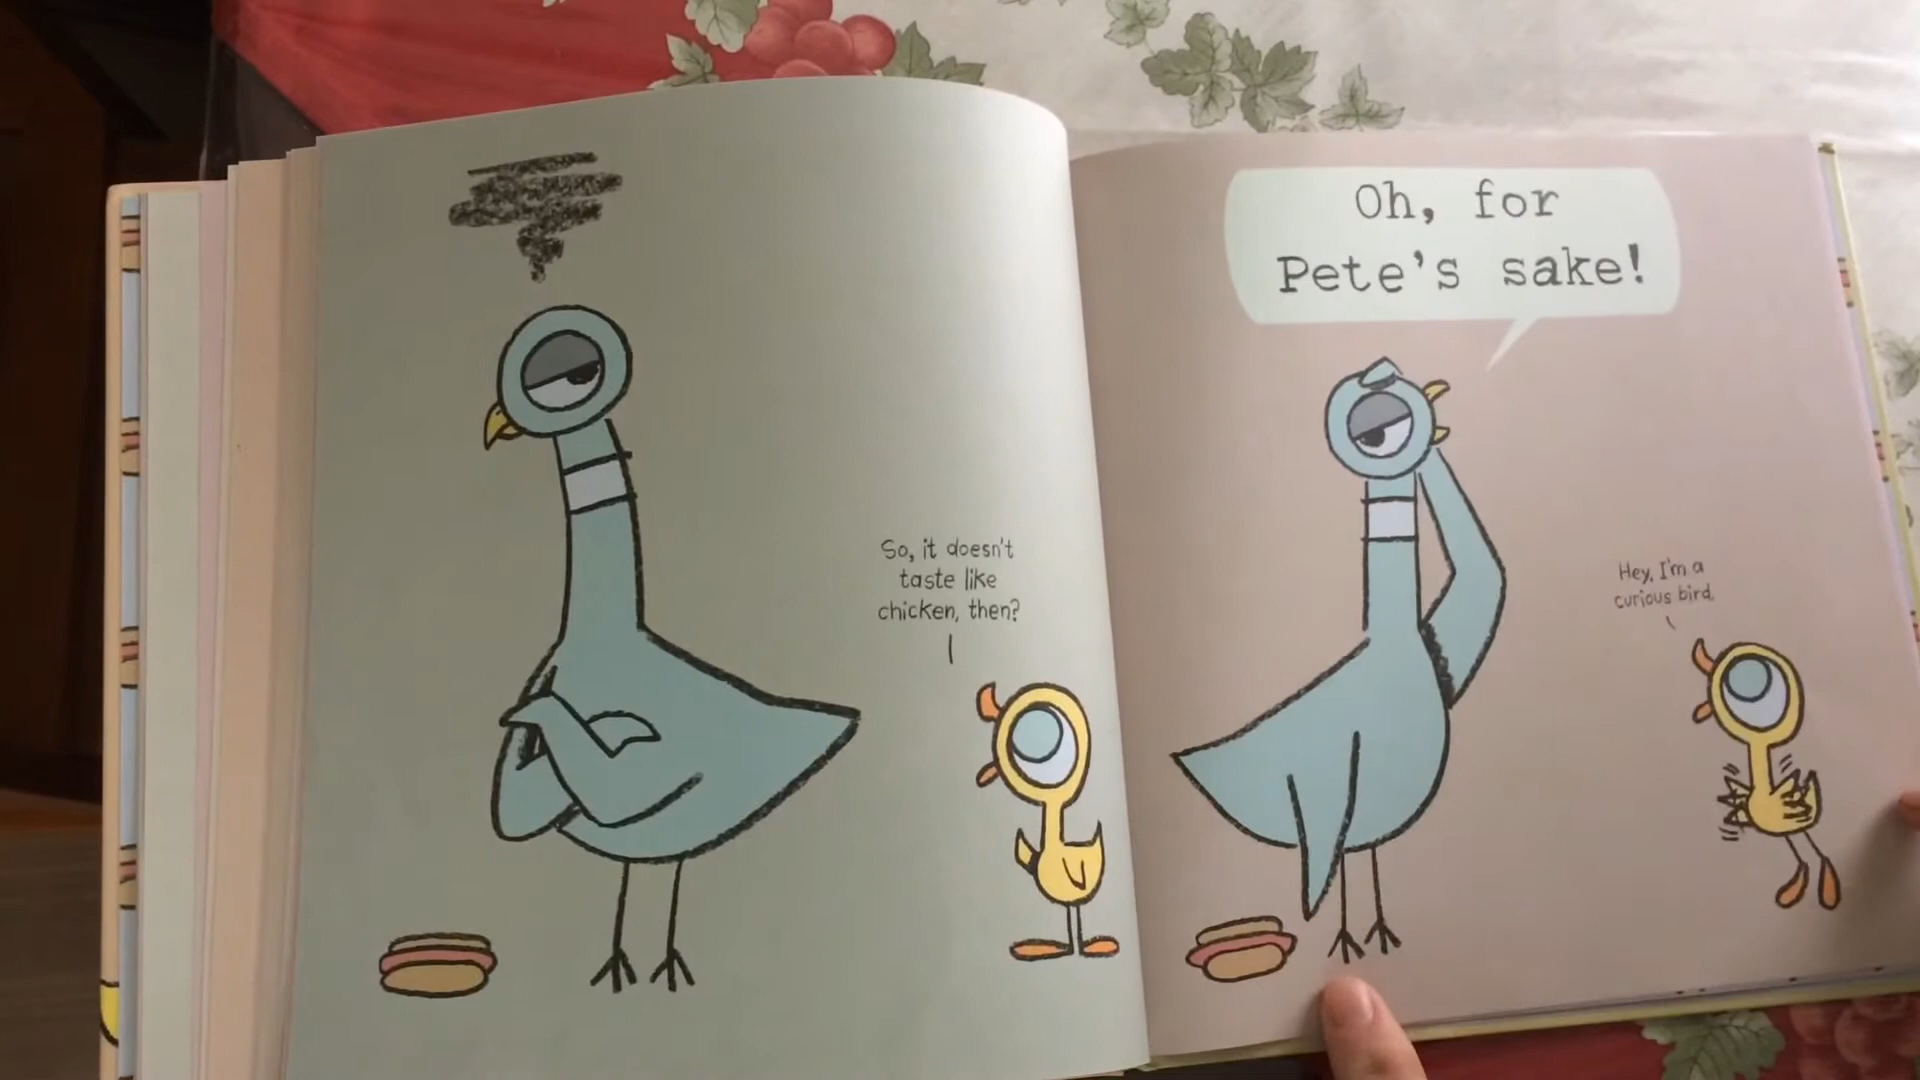 So, it doesn't
taste like
chicken, then?
Oh, for
Pete's sake!
Hey, I'm a
curious bird.